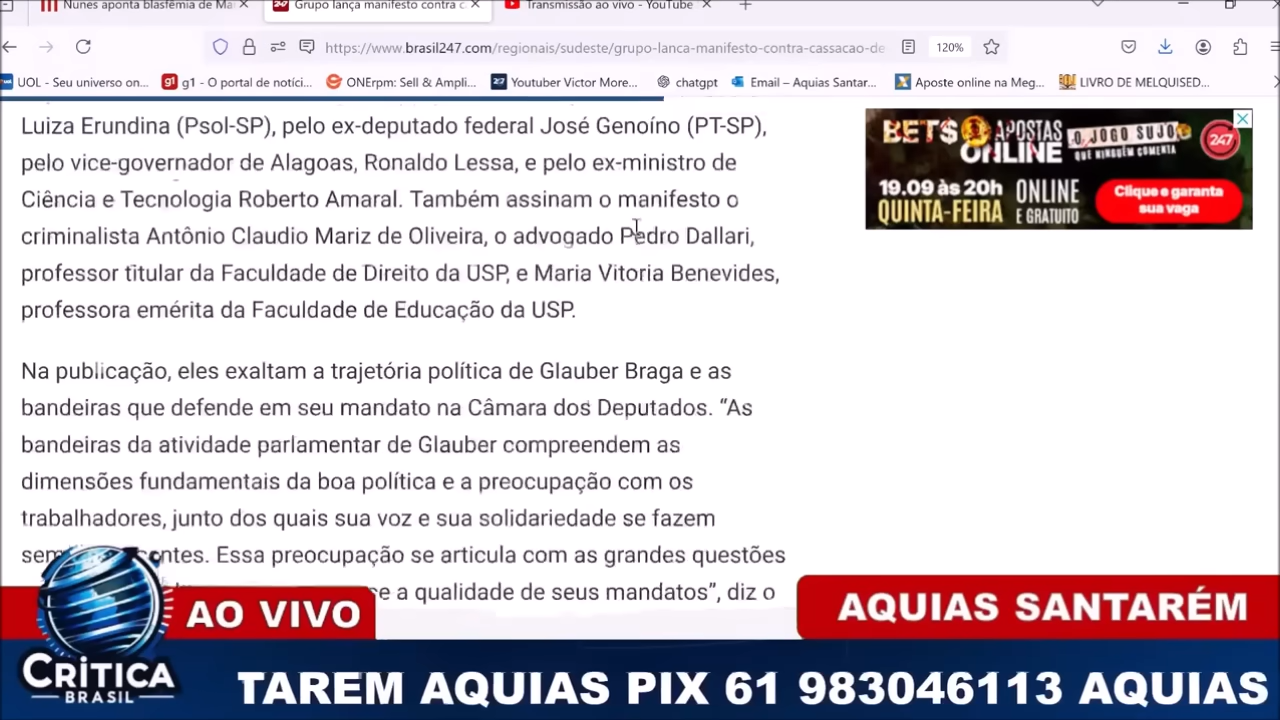 Nunes aponta blasfêmia de Ma
Grupo lança manifesto contra c
Transmissão ao vivo - YouTube
https://www.brasil247.com/regionais/sudeste/grupo-lanca-manifesto-contra-cassacao-de
120%
UOL - Seu universo on...
g1 - O portal de notíci...
ONErpm: Sell & Ampli...
Youtuber Victor More...
chatgpt
Email – Aquias Santar...
Aposte online na Meg...
LIVRO DE MELQUISED...
Luiza Erundina (Psol-SP), pelo ex-deputado federal José Genoíno (PT-SP),
pelo vice-governador de Alagoas, Ronaldo Lessa, e pelo ex-ministro de
Ciência e Tecnologia Roberto Amaral. Também assinam o manifesto o
criminalista Antônio Claudio Mariz de Oliveira, o advogado Pedro Dallari,
professor titular da Faculdade de Direito da USP, e Maria Vitoria Benevides,
professora emérita da Faculdade de Educação da USP.
Na publicação, eles exaltam a trajetória política de Glauber Braga e as
bandeiras que defende em seu mandato na Câmara dos Deputados. “As
bandeiras da atividade parlamentar de Glauber compreendem as
dimensões fundamentais da boa política e a preocupação com os
trabalhadores, junto dos quais sua voz e sua solidariedade se fazem
Essa preocupação se articula com as grandes questões
e a qualidade de seus mandatos”, diz o
BET$ APOSTAS
ONLINE
O JOGO SUJO
QUE NINGUÉM COMENTA
247
19.09 às 20h
QUINTA-FEIRA
ONLINE
E GRATUITO
Clique e garanta
sua vaga
AO VIVO
AQUIAS SANTARÉM
CRíTICA
BRASIL
TAREM AQUIAS PIX 61 983046113 AQUIAS